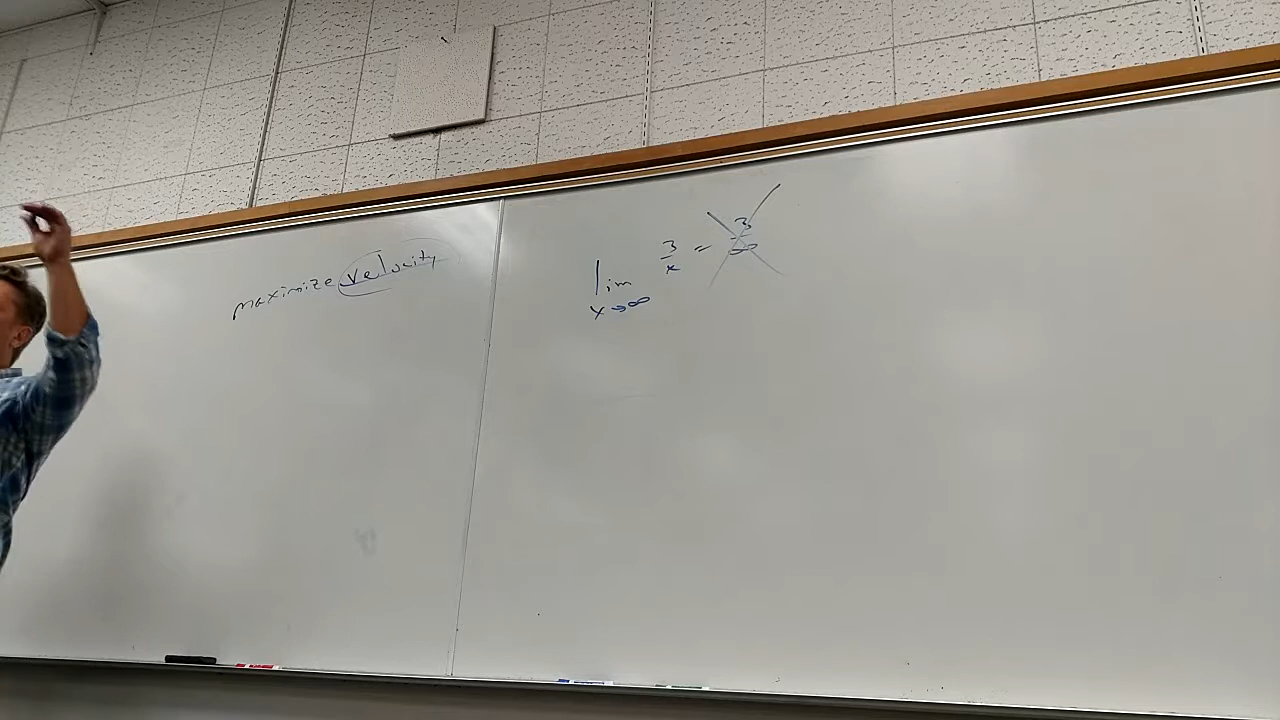 maximize velocity
lim x→∞ 3/x = 3/∞